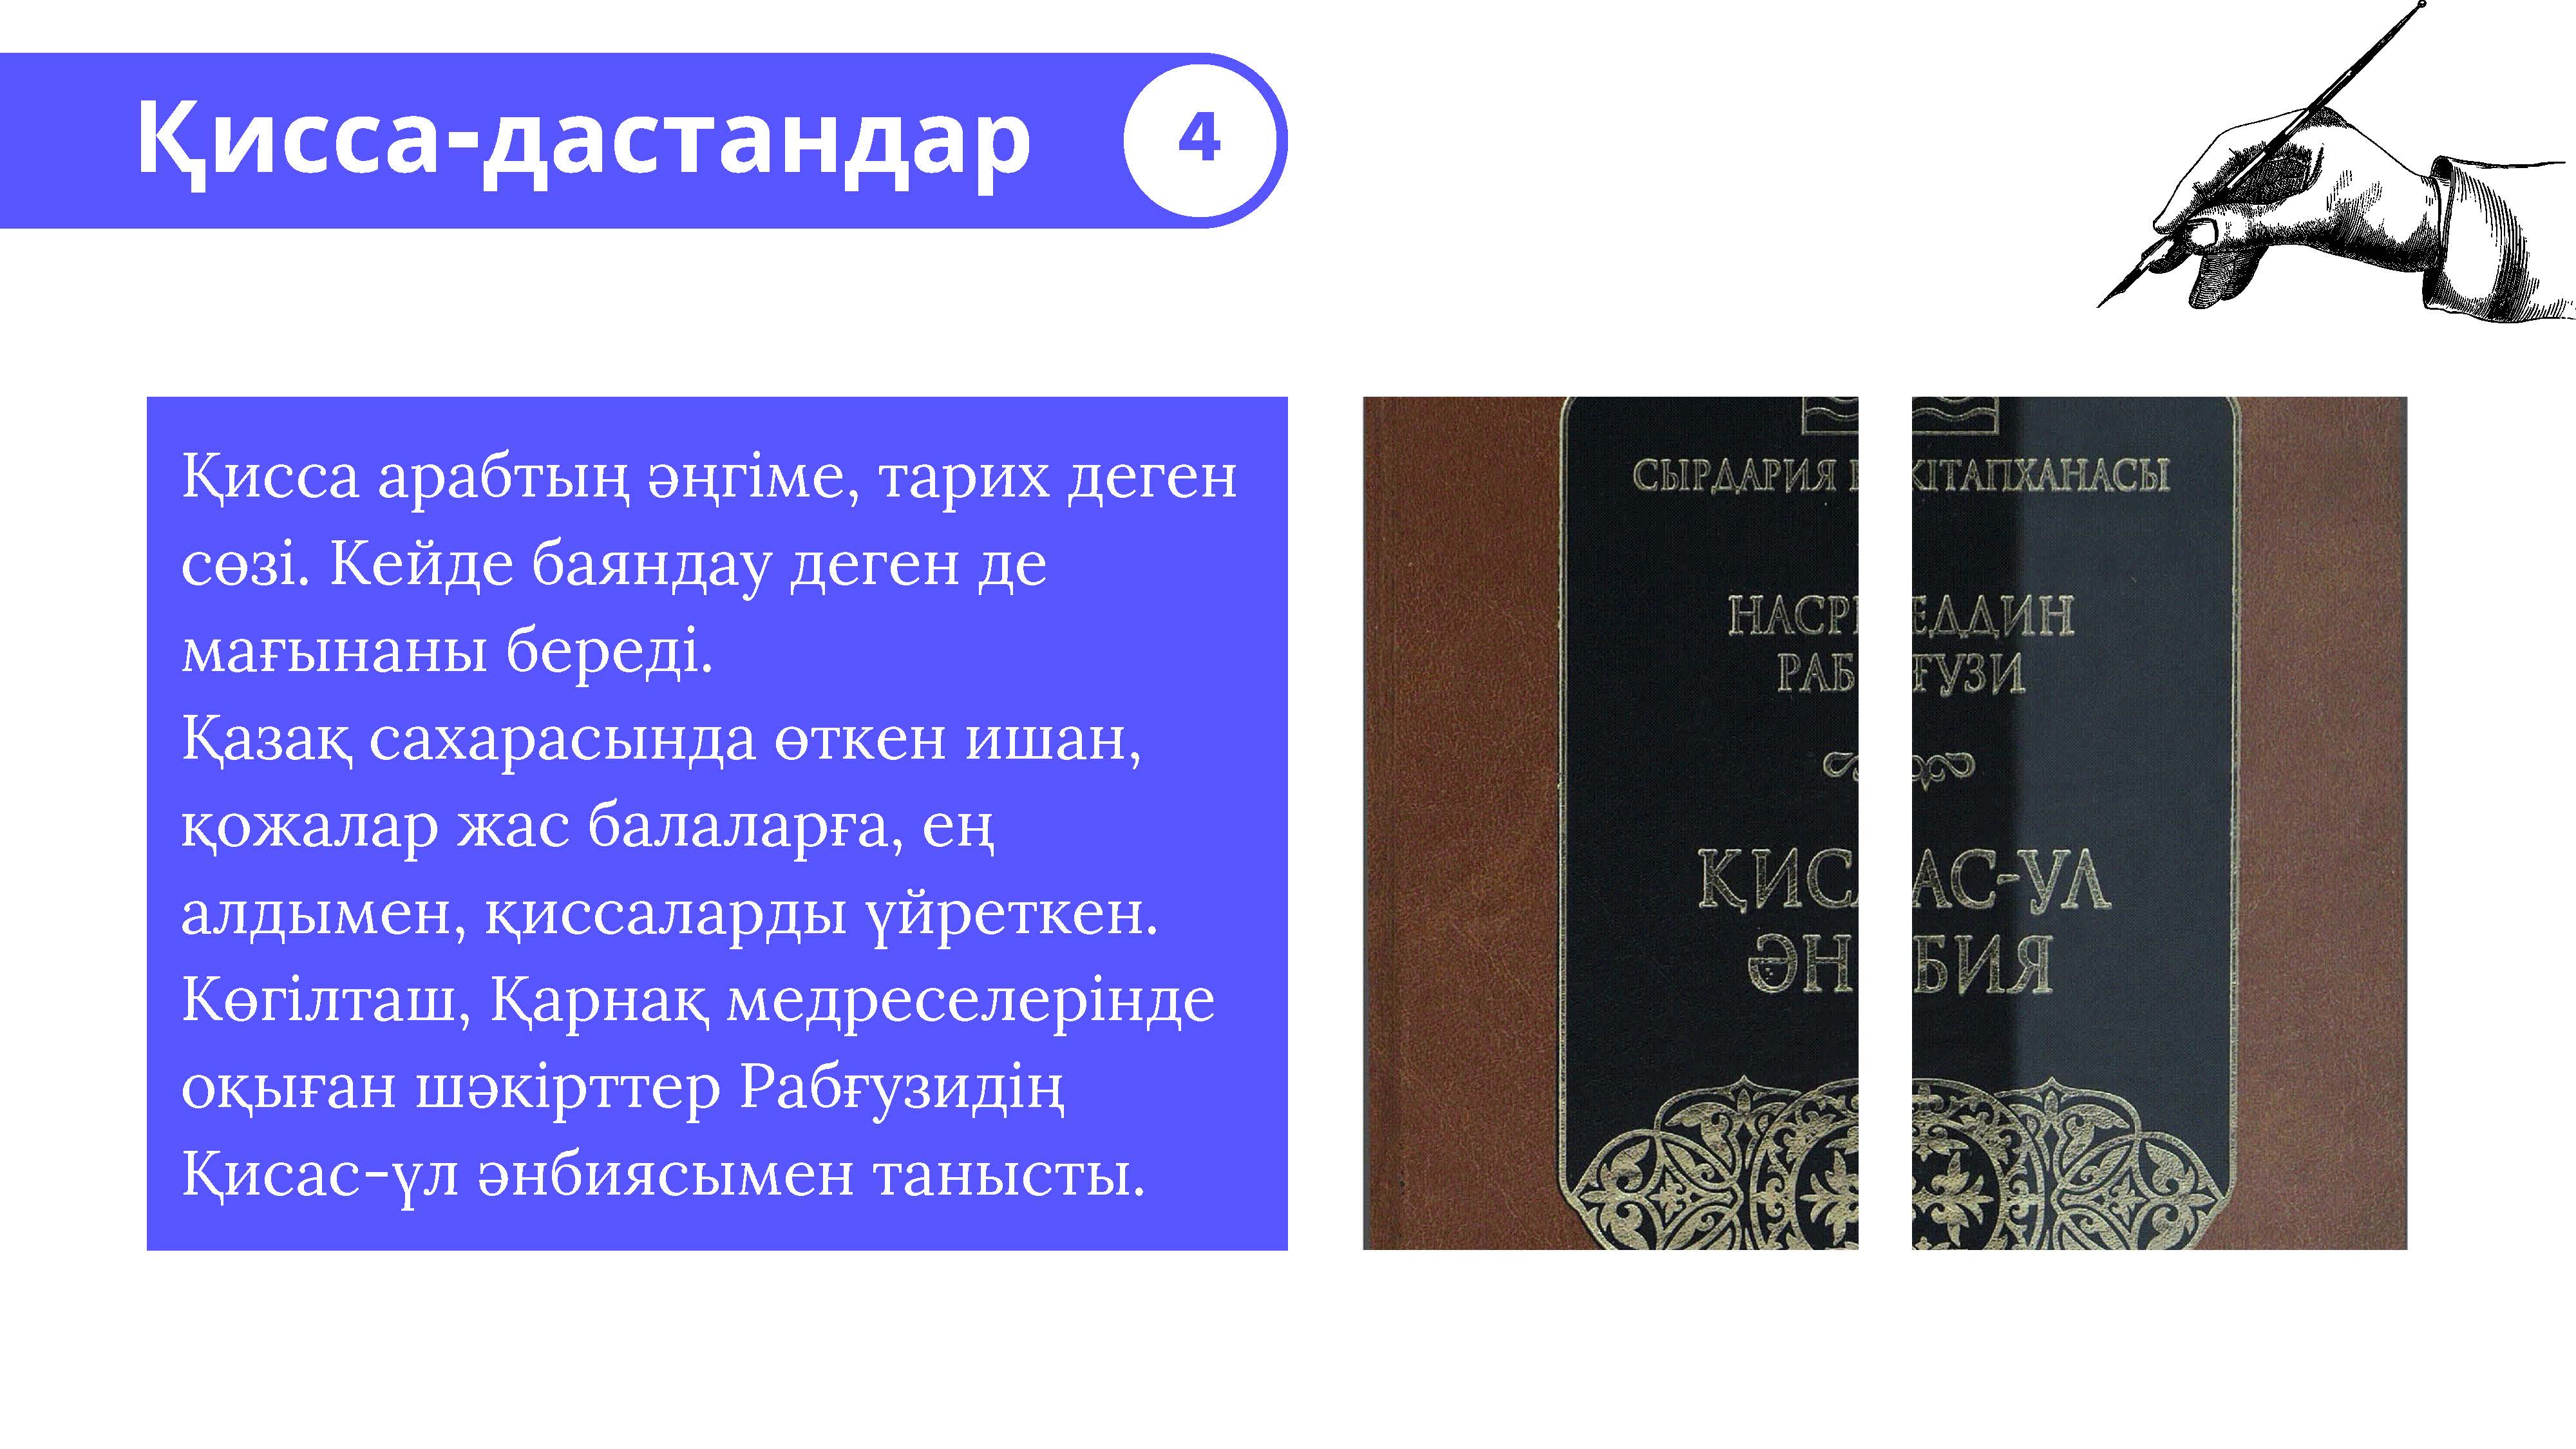 Қисса-дастандар
4
Қисса арабтың әңгіме, тарих деген
сөзі. Кейде баяндау деген де
мағынаны береді.
Қазақ сахарасында өткен ишан,
қожалар жас балаларға, ең
алдымен, қиссаларды үйреткен.
Көгілташ, Қарнақ медреселерінде
оқыған шәкірттер Рабғузидің
Қисас-үл әнбиясымен танысты.
СЫРДАРИЯ КІТАПХАНАСЫ
НАСР ЕДДИН
РАБ ҒУЗИ
ҚИС АС-УЛ
ӘН БИЯ